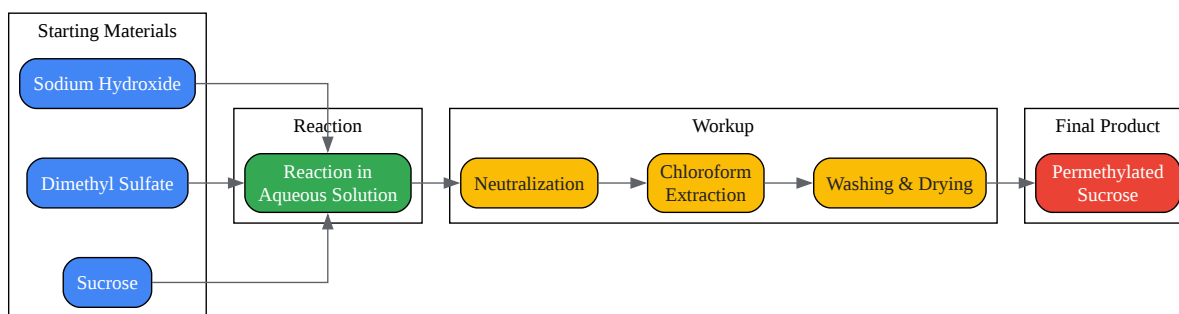 Starting Materials
Sodium Hydroxide
Dimethyl Sulfate
Sucrose
Reaction
Reaction in
Aqueous Solution
Workup
Neutralization
Chloroform
Extraction
Washing & Drying
Final Product
Permethylated
Sucrose